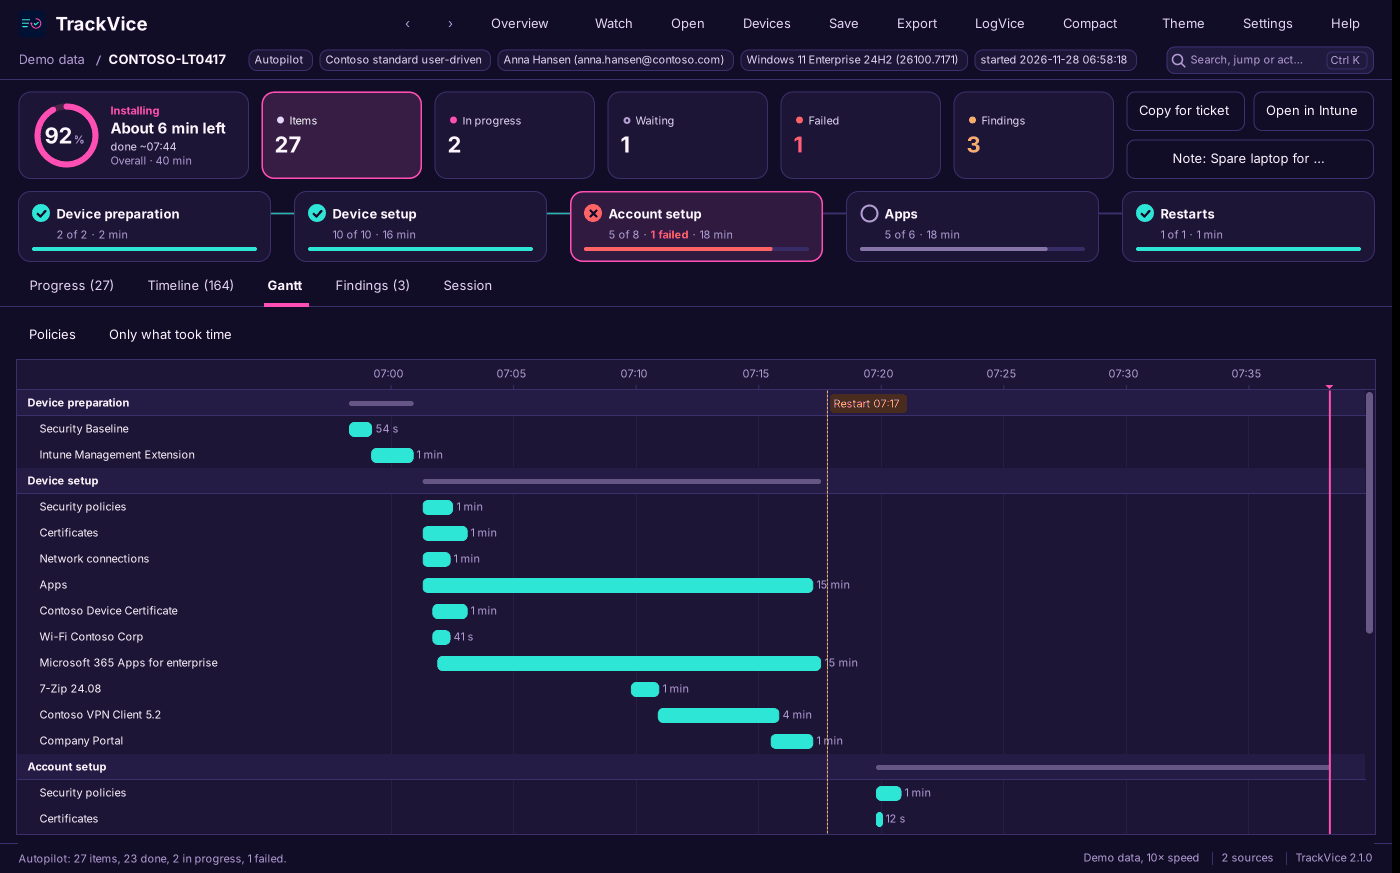 TrackVice
‹ › Overview Watch Open Devices Save Export LogVice Compact Theme Settings Help
Demo data / CONTOSO-LT0417 Autopilot Contoso standard user-driven Anna Hansen (anna.hansen@contoso.com) Windows 11 Enterprise 24H2 (26100.7171) started 2026-11-28 06:58:18 Search, jump or act... Ctrl K
92%
Installing
About 6 min left
done ~07:44
Overall · 40 min
Items
27
In progress
2
Waiting
1
Failed
1
Findings
3
Copy for ticket Open in Intune
Note: Spare laptop for ...
Device preparation
2 of 2 · 2 min
Device setup
10 of 10 · 16 min
Account setup
5 of 8 · 1 failed · 18 min
Apps
5 of 6 · 18 min
Restarts
1 of 1 · 1 min
Progress (27) Timeline (164) Gantt Findings (3) Session
Policies Only what took time
07:00 07:05 07:10 07:15 07:20 07:25 07:30 07:35
Device preparation Restart 07:17
Security Baseline 54 s
Intune Management Extension 1 min
Device setup
Security policies 1 min
Certificates 1 min
Network connections 1 min
Apps 15 min
Contoso Device Certificate 1 min
Wi-Fi Contoso Corp 41 s
Microsoft 365 Apps for enterprise 15 min
7-Zip 24.08 1 min
Contoso VPN Client 5.2 4 min
Company Portal 1 min
Account setup
Security policies 1 min
Certificates 12 s
Autopilot: 27 items, 23 done, 2 in progress, 1 failed. Demo data, 10× speed 2 sources TrackVice 2.1.0